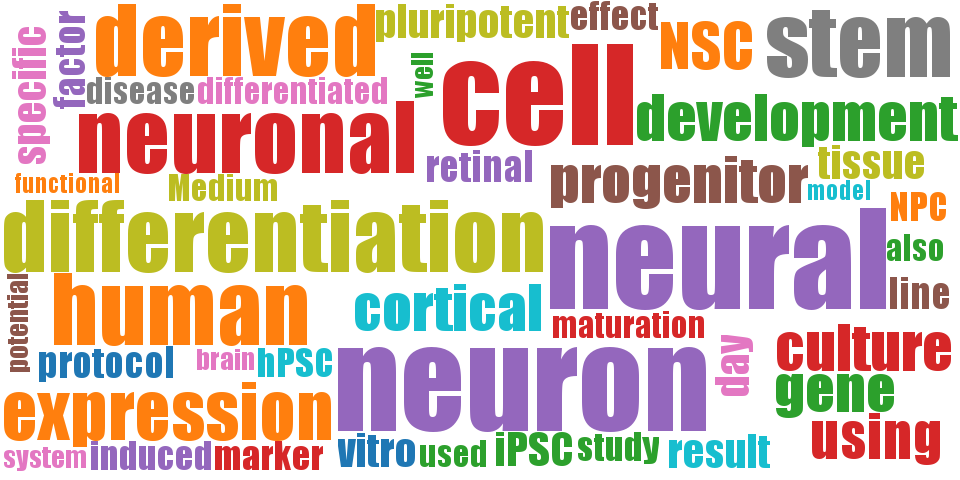 derived
pluripotent
effect
NSC
stem
specific
factor
disease
differentiated
well
cell
development
neuronal
retinal
progenitor
tissue
functional
Medium
model
NPC
differentiation
neural
also
potential
human
cortical
line
maturation
protocol
brain
hPSC
neuron
day
culture
gene
expression
using
system
induced
marker
vitro
used
iPSC
study
result